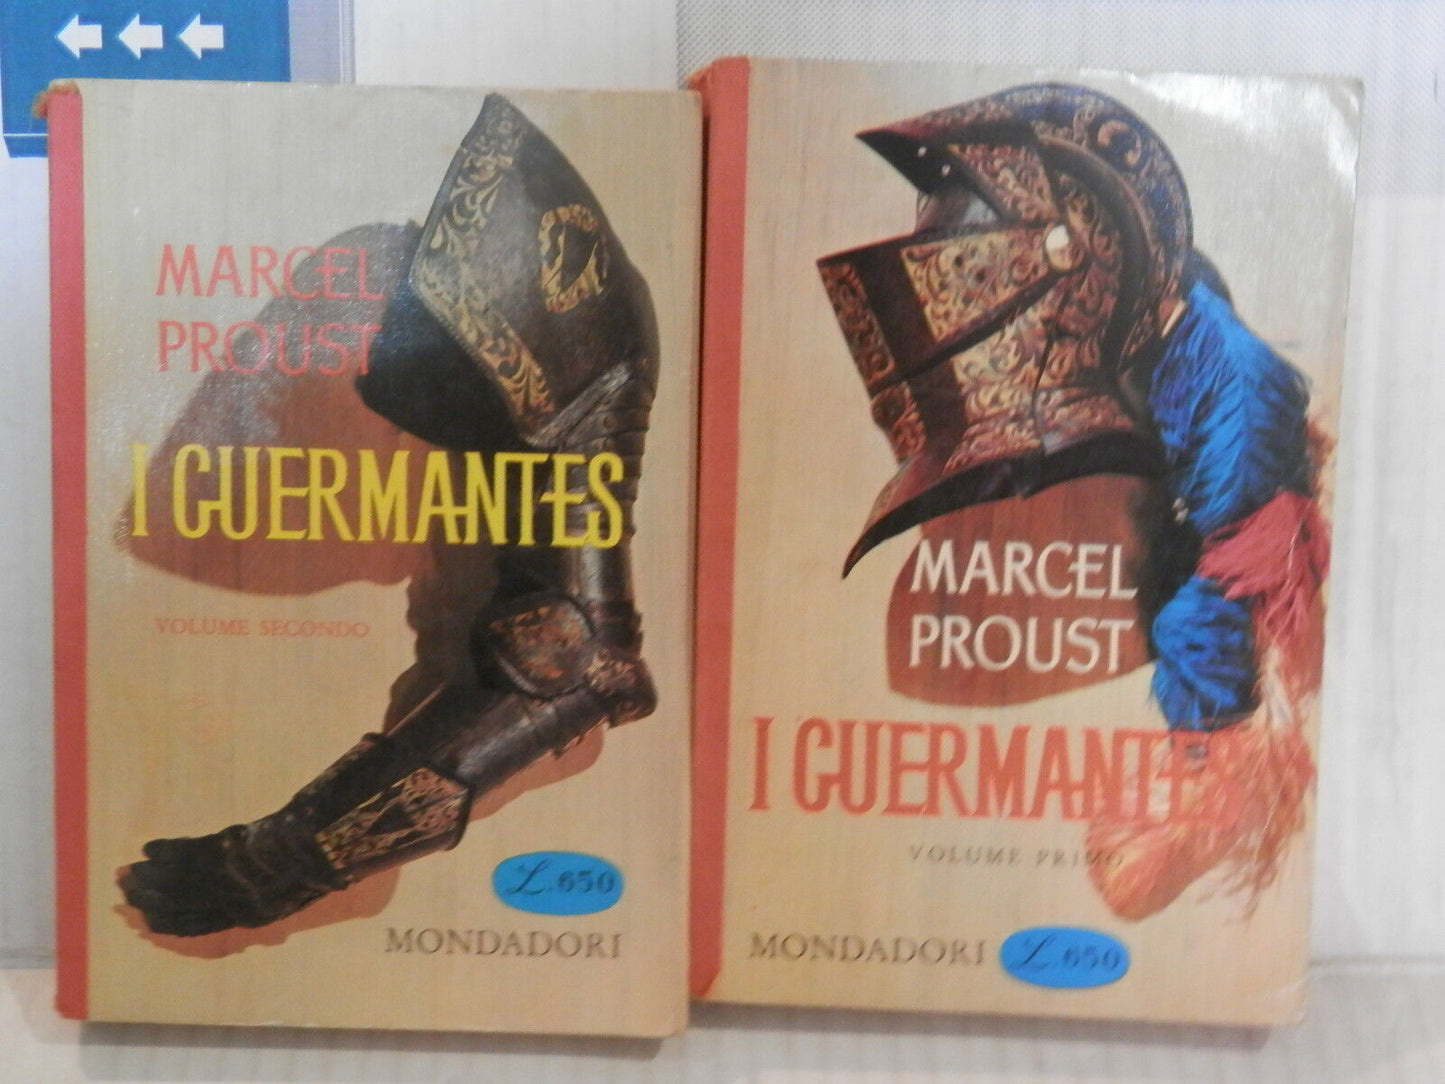 MARCEL
PROUST
I GUERMANTES
VOLUME SECONDO
L. 650
MONDADORI
MARCEL
PROUST
I GUERMANTES
VOLUME PRIMO
MONDADORI
L. 650